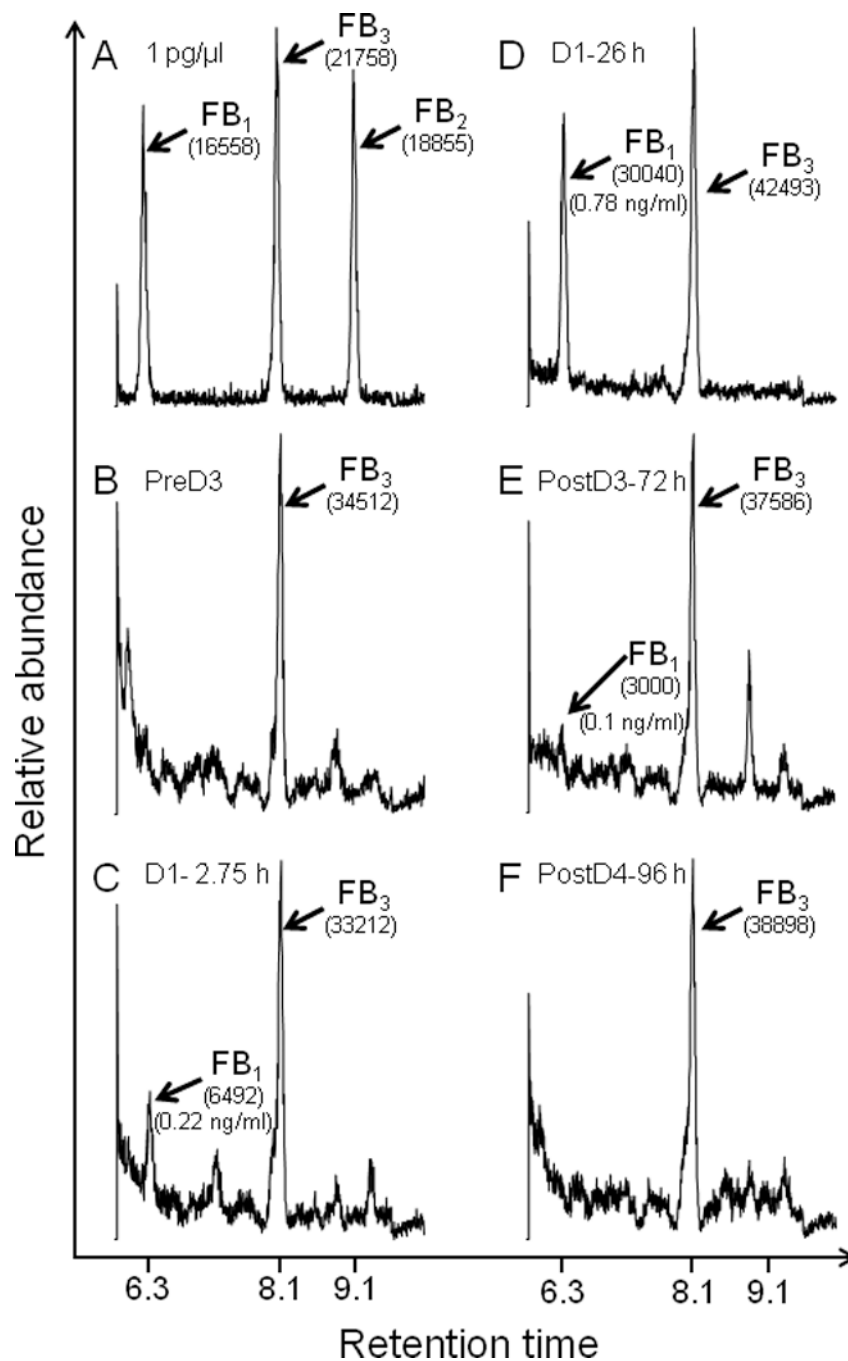 Relative abundance
A 1 pg/µl
FB₁
(16558)
FB₃
(21758)
FB₂
(18855)
B PreD3
FB₃
(34512)
C D1- 2.75 h
FB₁
(6492)
(0.22 ng/ml)
FB₃
(33212)
D D1-26 h
FB₁
(30040)
(0.78 ng/ml)
FB₃
(42493)
E PostD3-72 h
FB₁
(3000)
(0.1 ng/ml)
FB₃
(37586)
F PostD4-96 h
FB₃
(38898)
6.3 8.1 9.1 6.3 8.1 9.1
Retention time